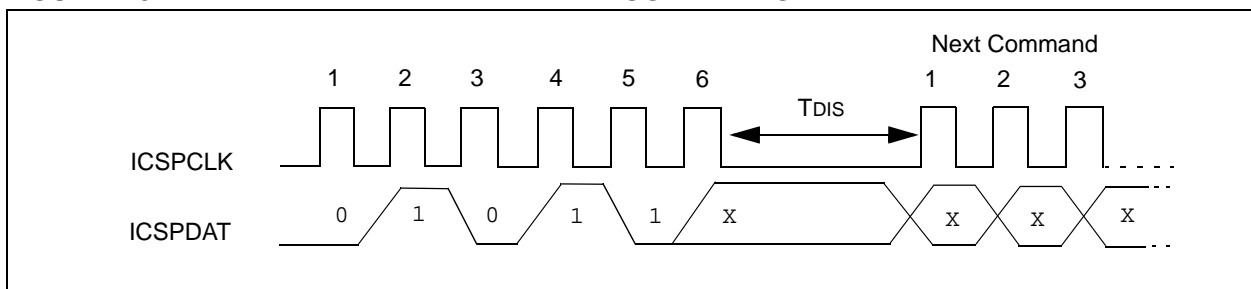 Next Command
1 2 3 4 5 6 1 2 3
TDIS
ICSPCLK
0 1 0 1 1 x x x x
ICSPDAT